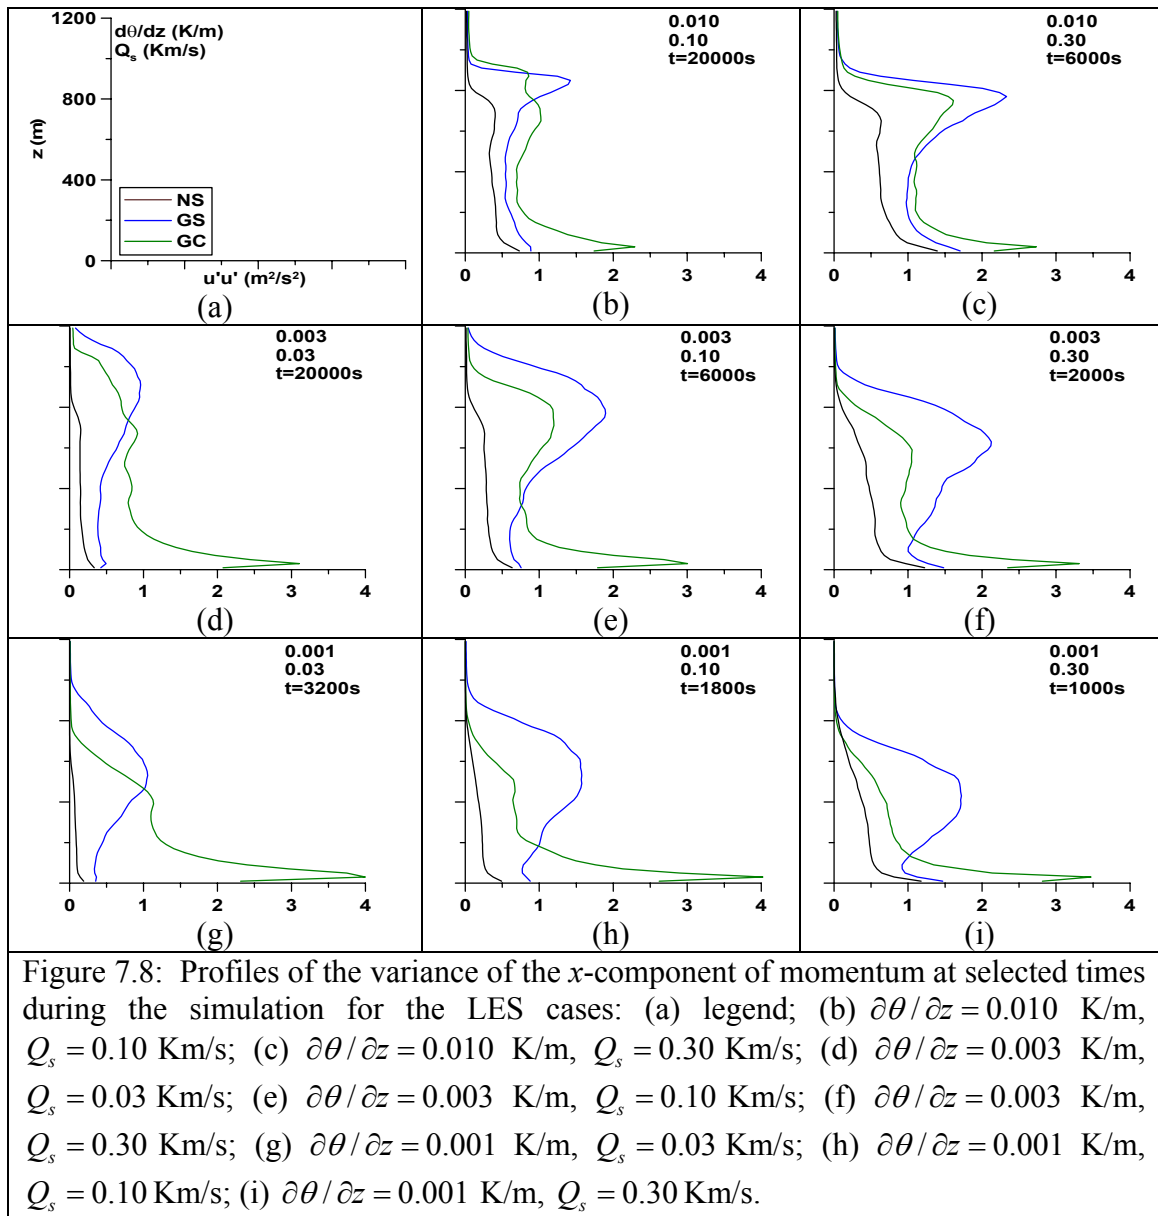 1200
800
400
0
z (m)
dθ/dz (K/m)
Qs (Km/s)
NS
GS
GC
u'u' (m²/s²)
(a)
0.010
0.10
t=20000s
0 1 2 3 4
(b)
0.010
0.30
t=6000s
0 1 2 3 4
(c)
0.003
0.03
t=20000s
0 1 2 3 4
(d)
0.003
0.10
t=6000s
0 1 2 3 4
(e)
0.003
0.30
t=2000s
0 1 2 3 4
(f)
0.001
0.03
t=3200s
0 1 2 3 4
(g)
0.001
0.10
t=1800s
0 1 2 3 4
(h)
0.001
0.30
t=1000s
0 1 2 3 4
(i)
Figure 7.8: Profiles of the variance of the x-component of momentum at selected times
during the simulation for the LES cases: (a) legend; (b) ∂θ/∂z = 0.010 K/m,
Qs = 0.10 Km/s; (c) ∂θ/∂z = 0.010 K/m, Qs = 0.30 Km/s; (d) ∂θ/∂z = 0.003 K/m,
Qs = 0.03 Km/s; (e) ∂θ/∂z = 0.003 K/m, Qs = 0.10 Km/s; (f) ∂θ/∂z = 0.003 K/m,
Qs = 0.30 Km/s; (g) ∂θ/∂z = 0.001 K/m, Qs = 0.03 Km/s; (h) ∂θ/∂z = 0.001 K/m,
Qs = 0.10 Km/s; (i) ∂θ/∂z = 0.001 K/m, Qs = 0.30 Km/s.